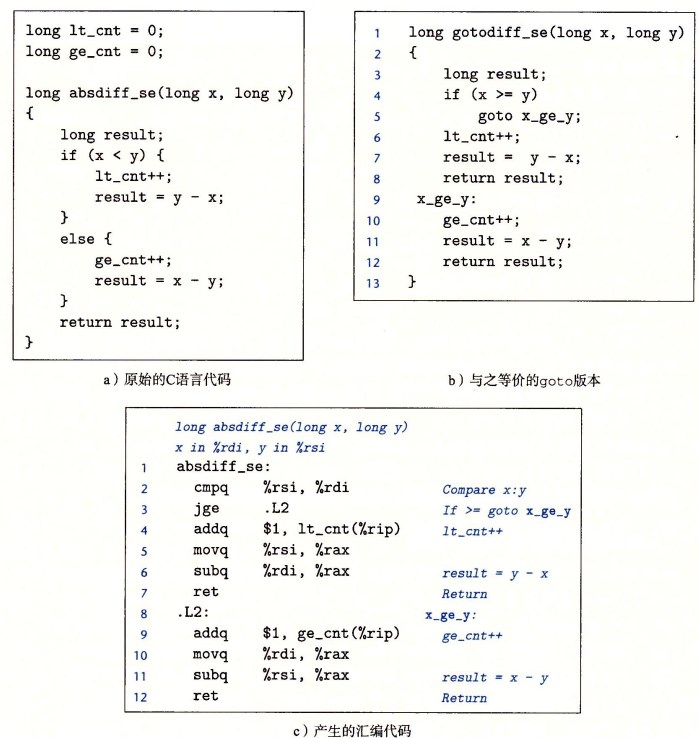 long lt_cnt = 0;
long ge_cnt = 0;
long absdiff_se(long x, long y)
{
    long result;
    if (x < y) {
        lt_cnt++;
        result = y - x;
    }
    else {
        ge_cnt++;
        result = x - y;
    }
    return result;
}
a）原始的C语言代码
1 long gotodiff_se(long x, long y)
2 {
3     long result;
4     if (x >= y)
5         goto x_ge_y;
6     lt_cnt++;
7     result =  y - x;
8     return result;
9  x_ge_y:
10     ge_cnt++;
11     result = x - y;
12     return result;
13 }
b）与之等价的goto版本
long absdiff_se(long x, long y)
x in %rdi, y in %rsi
1 absdiff_se:
2   cmpq    %rsi, %rdi    Compare x:y
3   jge     .L2    If >= goto x_ge_y
4   addq    $1, lt_cnt(%rip)    lt_cnt++
5   movq    %rsi, %rax
6   subq    %rdi, %rax    result = y - x
7   ret    Return
8 .L2:    x_ge_y:
9   addq    $1, ge_cnt(%rip)    ge_cnt++
10   movq    %rdi, %rax
11   subq    %rsi, %rax    result = x - y
12   ret    Return
c）产生的汇编代码